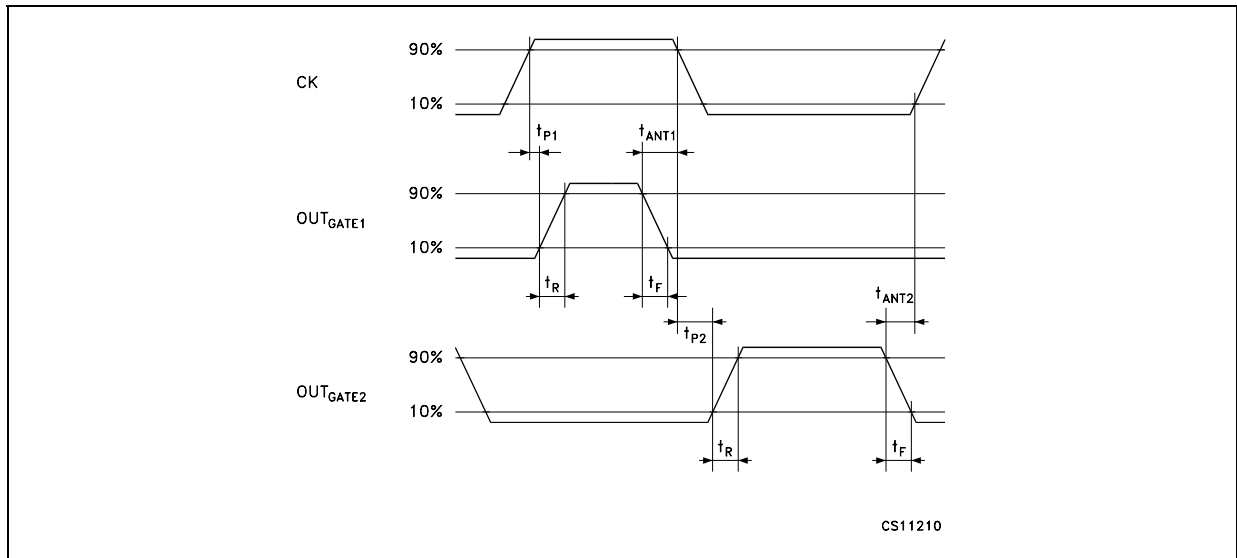 90%
CK
10%
tP1
tANT1
90%
OUTGATE1
10%
tR
tF
tANT2
tP2
90%
OUTGATE2
10%
tR
tF
CS11210